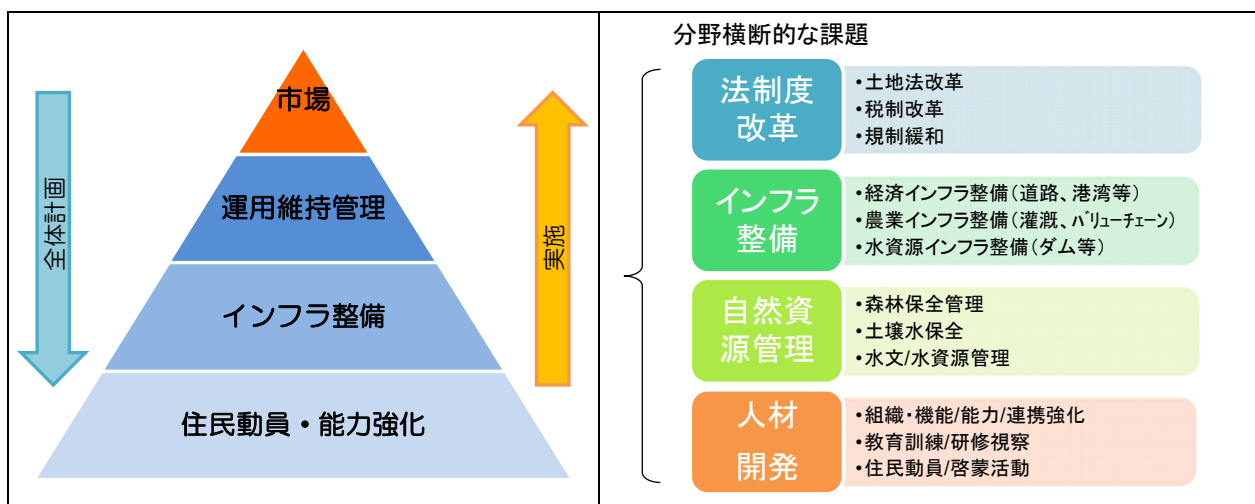 全体計画
市場
運用維持管理
インフラ整備
住民動員・能力強化
実施
分野横断的な課題
法制度
改革
•土地法改革
•税制改革
•規制緩和
インフラ
整備
•経済インフラ整備(道路、港湾等)
•農業インフラ整備(灌漑、ﾊﾞﾘｭｰﾁｪｰﾝ)
•水資源インフラ整備(ダム等)
自然資
源管理
•森林保全管理
•土壌水保全
•水文/水資源管理
人材
開発
•組織・機能/能力/連携強化
•教育訓練/研修視察
•住民動員/啓蒙活動